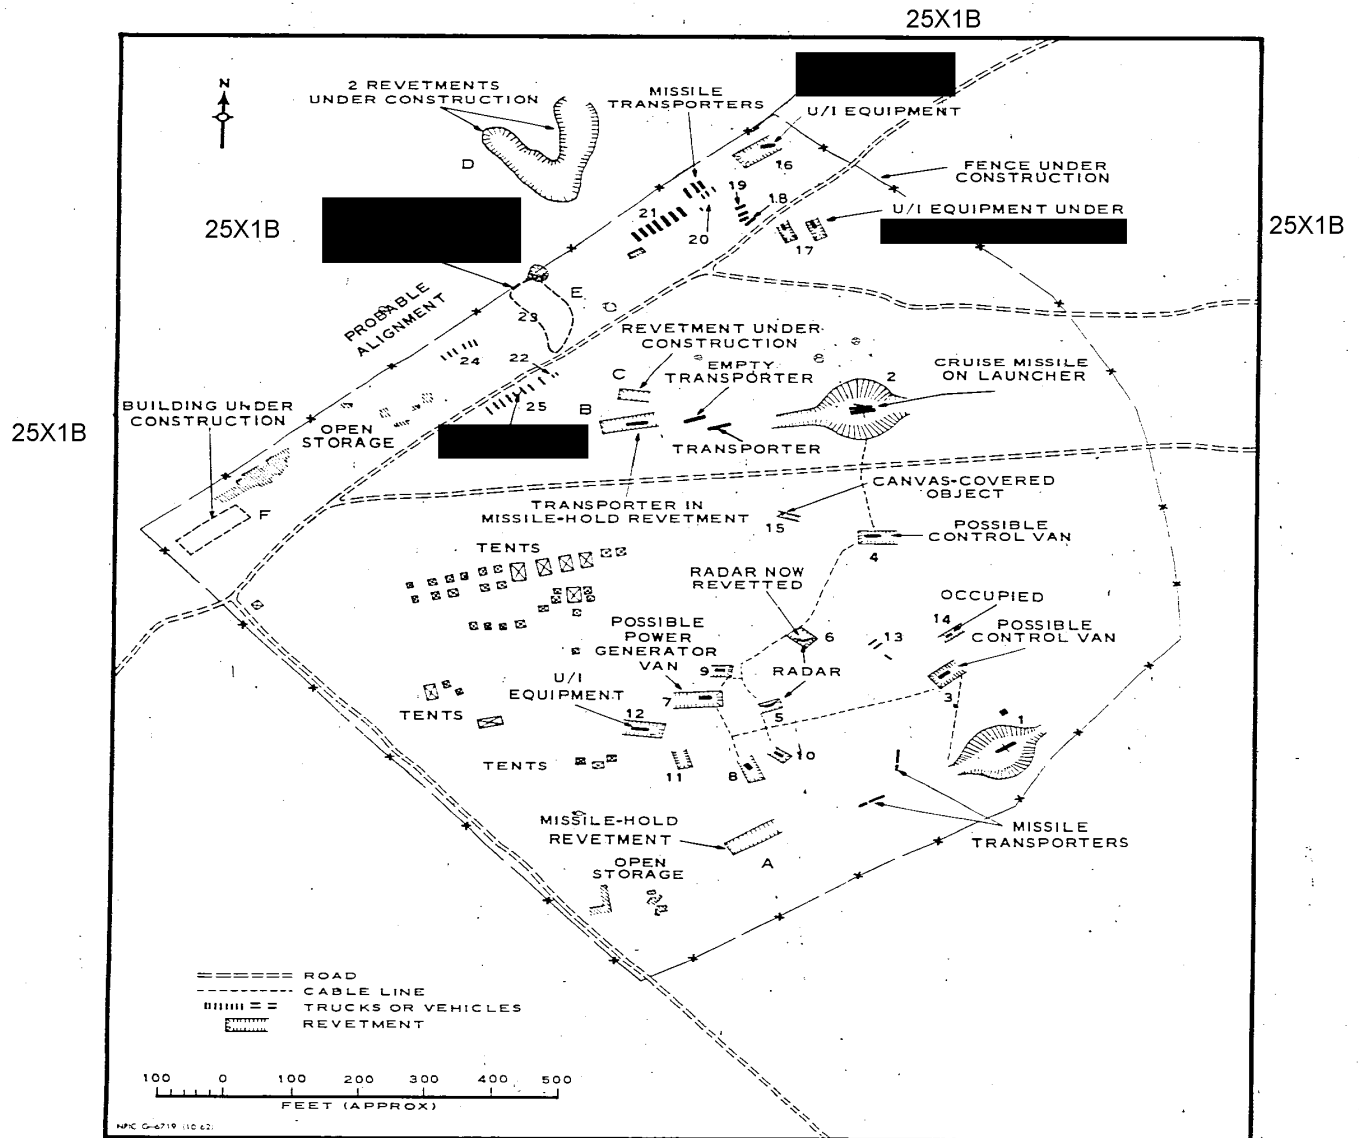 25X1B
N
2 REVETMENTS
UNDER CONSTRUCTION
MISSILE
TRANSPORTERS
U/I EQUIPMENT
16
D
FENCE UNDER
CONSTRUCTION
19
18
21
20
U/I EQUIPMENT UNDER
17
25X1B
25X1B
E
23
PROBABLE
ALIGNMENT
REVETMENT UNDER
CONSTRUCTION
24
22
EMPTY
TRANSPORTER
2
CRUISE MISSILE
ON LAUNCHER
C
B
25
BUILDING UNDER
CONSTRUCTION
OPEN
STORAGE
25X1B
TRANSPORTER
CANVAS-COVERED
OBJECT
F
TRANSPORTER IN
MISSILE-HOLD REVETMENT
15
POSSIBLE
CONTROL VAN
4
TENTS
RADAR NOW
REVETTED
OCCUPIED
14
POSSIBLE
CONTROL VAN
POSSIBLE
POWER
GENERATOR
VAN
6
13
9
RADAR
U/I
EQUIPMENT
7
5
3
TENTS
12
1
TENTS
11
8
10
MISSILE-HOLD
REVETMENT
A
MISSILE
TRANSPORTERS
OPEN
STORAGE
ROAD
CABLE LINE
TRUCKS OR VEHICLES
REVETMENT
100 0 100 200 300 400 500
FEET (APPROX)
NPIC G-6719 (10 62)